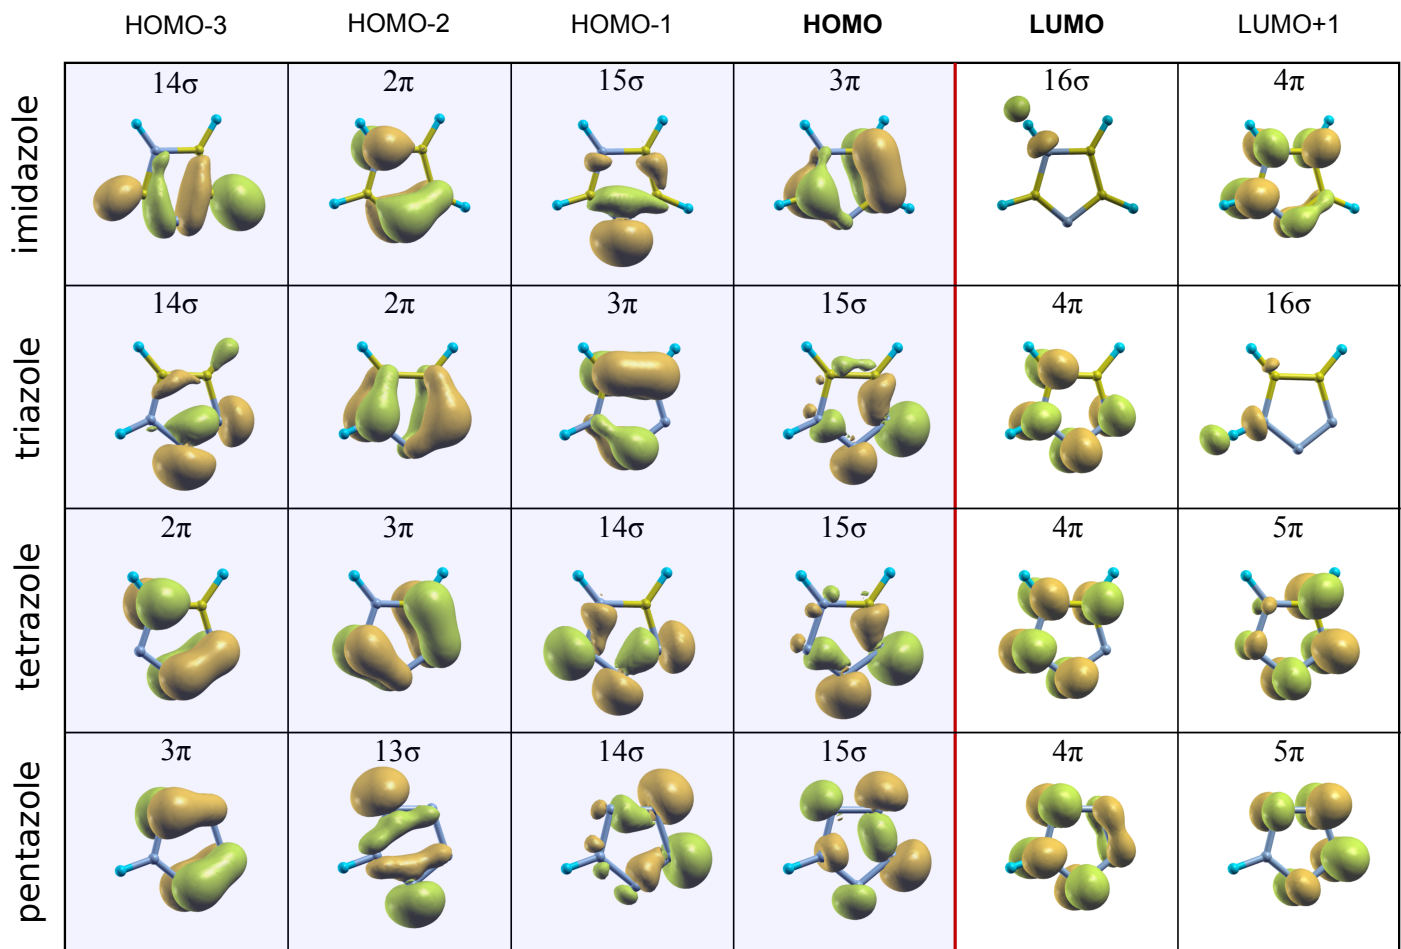 HOMO-3 HOMO-2 HOMO-1 HOMO LUMO LUMO+1
imidazole 14σ 2π 15σ 3π 16σ 4π
triazole 14σ 2π 3π 15σ 4π 16σ
tetrazole 2π 3π 14σ 15σ 4π 5π
pentazole 3π 13σ 14σ 15σ 4π 5π